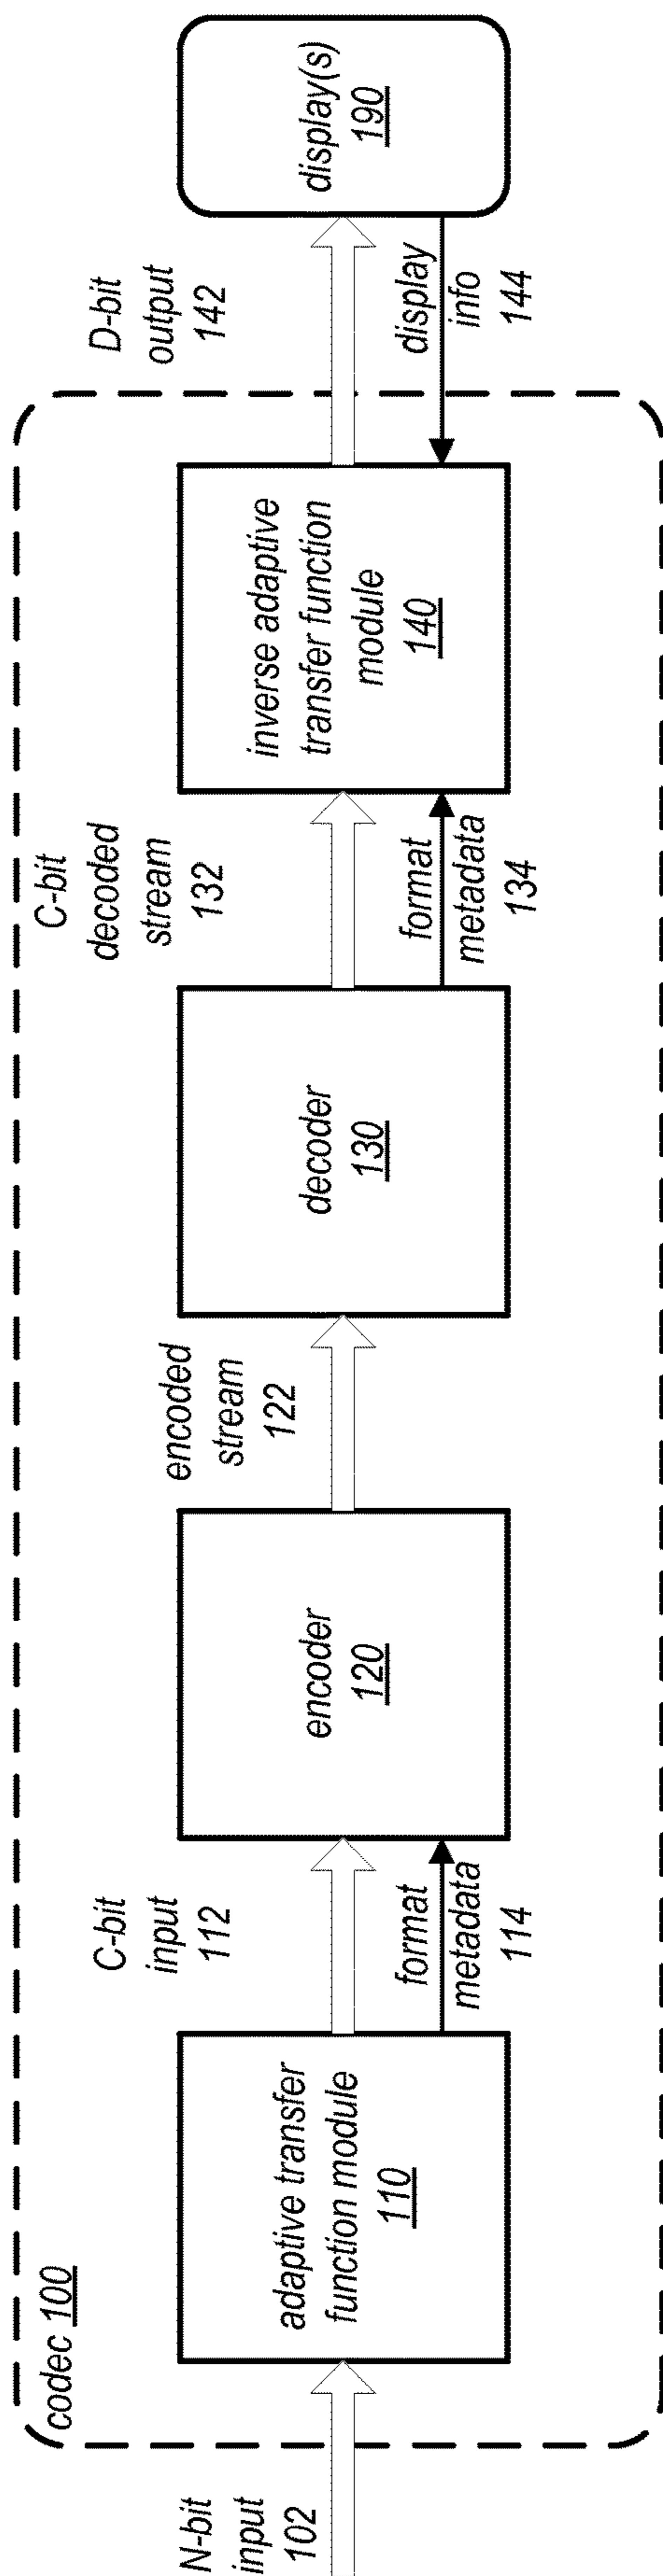 codec 100
N-bit
input
102
adaptive transfer
function module
110
C-bit
input
112
format
metadata
114
encoder
120
encoded
stream
122
decoder
130
C-bit
decoded
stream
132
format
metadata
134
inverse adaptive
transfer function
module
140
D-bit
output
142
display
info
144
display(s)
190